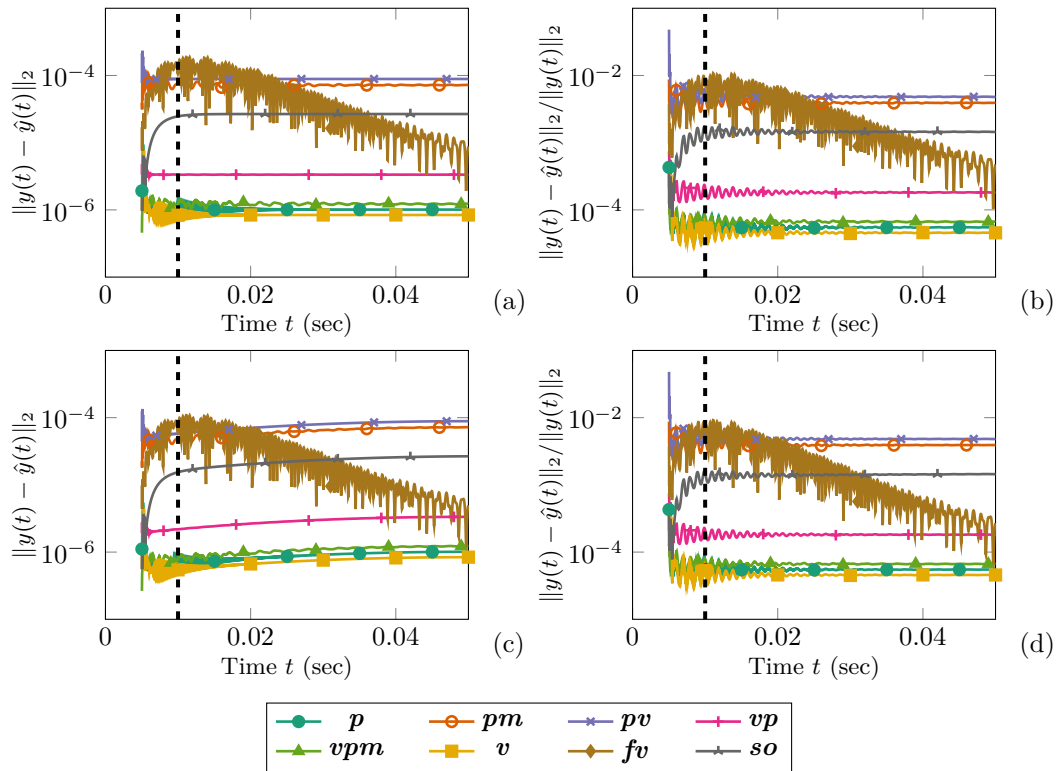 10⁻⁴
10⁻⁶
‖y(t) − ŷ(t)‖₂
0 0.02 0.04
Time t (sec)
(a)
10⁻²
10⁻⁴
‖y(t) − ŷ(t)‖₂/‖y(t)‖₂
0 0.02 0.04
Time t (sec)
(b)
10⁻⁴
10⁻⁶
‖y(t) − ŷ(t)‖₂
0 0.02 0.04
Time t (sec)
(c)
10⁻²
10⁻⁴
‖y(t) − ŷ(t)‖₂/‖y(t)‖₂
0 0.02 0.04
Time t (sec)
(d)
p pm pv vp
vpm v fv so